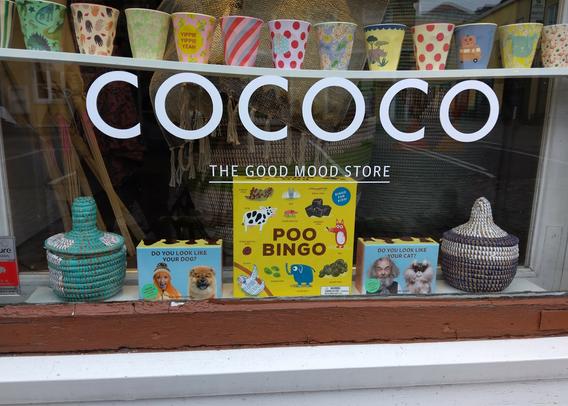 YIPPIE
YIPPIE
YEAH
COCOCO
THE GOOD MOOD STORE
POO
BINGO
DO YOU LOOK LIKE
YOUR DOG?
DO YOU LOOK LIKE
YOUR CAT?